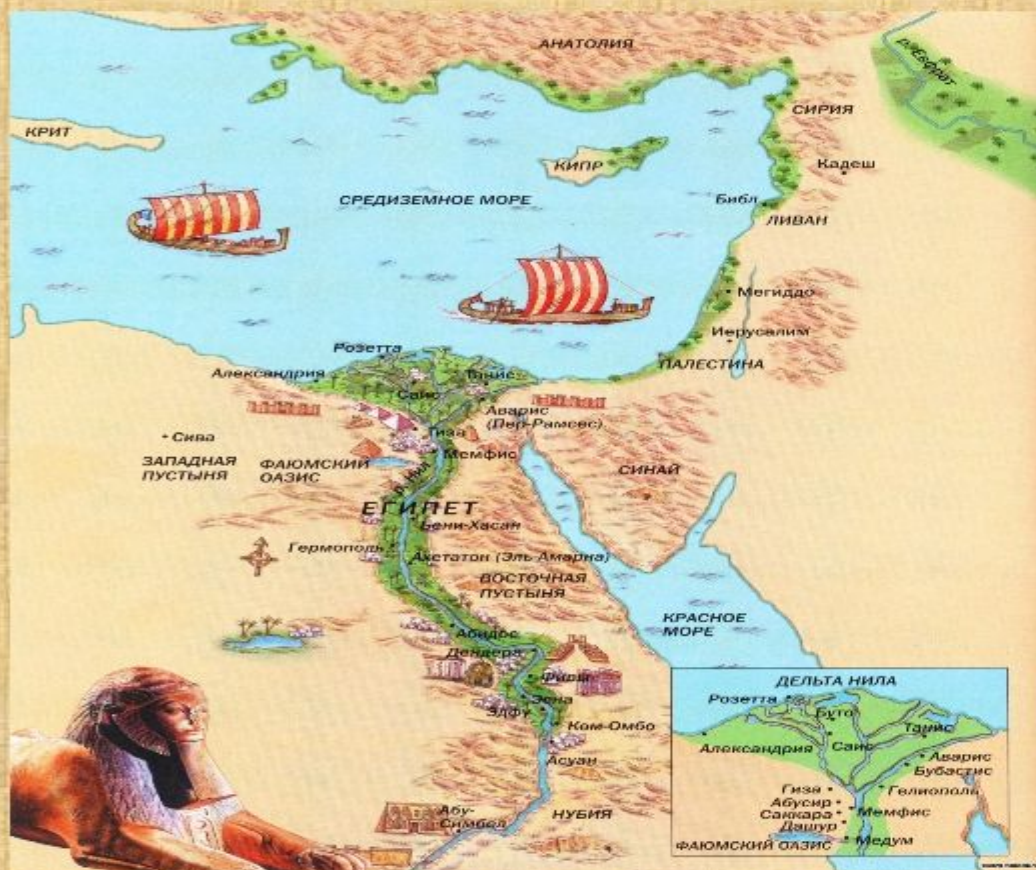 АНАТОЛИЯ
р. Евфрат
КРИТ
СИРИЯ
КИПР
Кадеш
СРЕДИЗЕМНОЕ МОРЕ
Библ
ЛИВАН
Мегиддо
Иерусалим
ПАЛЕСТИНА
Розетта
Александрия
Танис
Саис
Аварис
(Пер-Рамсес)
Гиза
Сива
Мемфис
ЗАПАДНАЯ
ПУСТЫНЯ
ФАЮМСКИЙ
ОАЗИС
р. Нил
СИНАЙ
ЕГИПЕТ
Бени-Хасан
Гермополь
Ахетатон (Эль-Амарна)
ВОСТОЧНАЯ
ПУСТЫНЯ
КРАСНОЕ
МОРЕ
Абидос
Дендера
Эсна
Эдфу
Ком-Омбо
Асуан
Абу-
Симбел
НУБИЯ
ДЕЛЬТА НИЛА
Розетта
Буто
Танис
Александрия
Саис
Аварис
Бубастис
Гиза
Гелиополь
Абусир
Саккара
Мемфис
Дашур
Медум
ФАЮМСКИЙ ОАЗИС